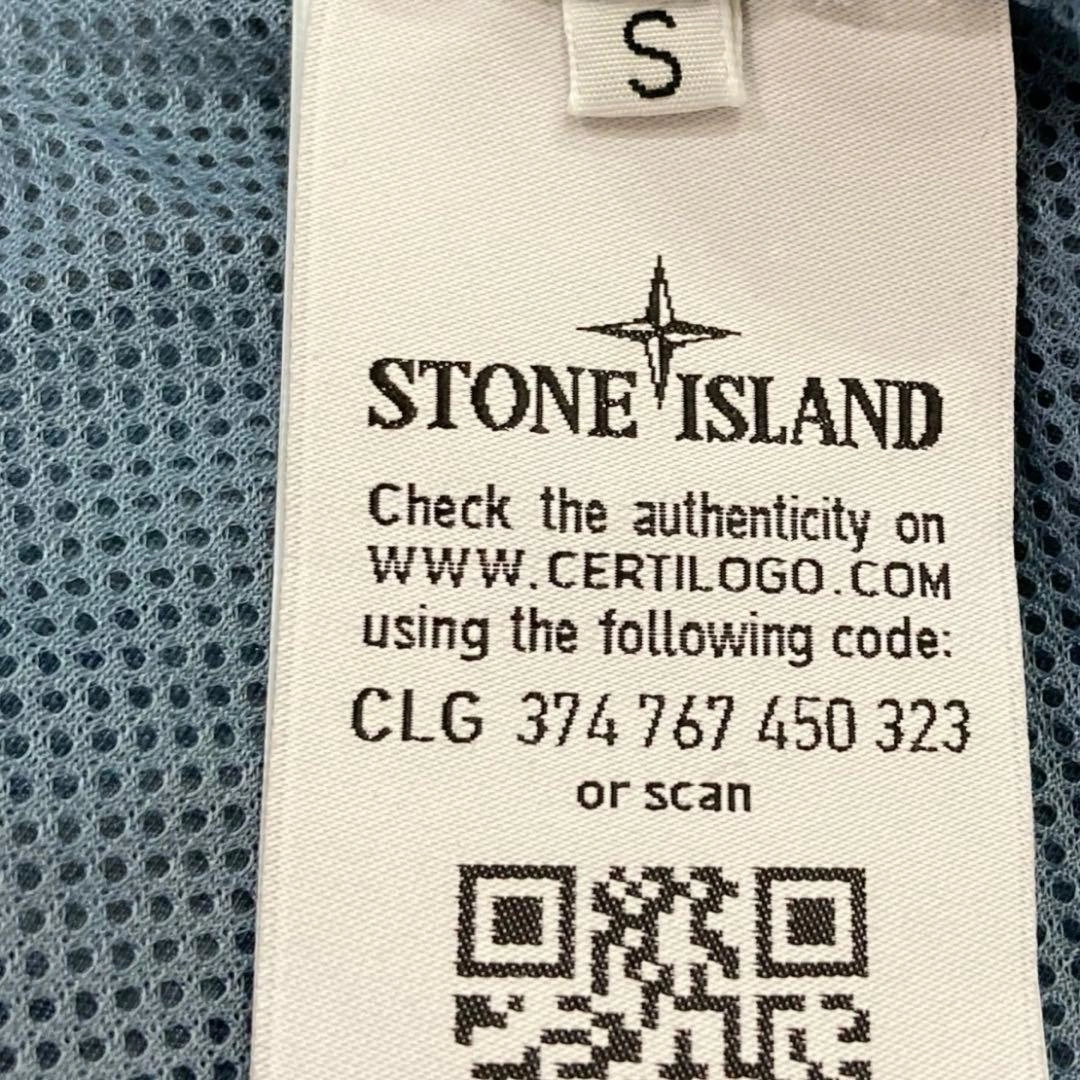 S
STONE ISLAND
Check the authenticity on
WWW.CERTILOGO.COM
using the following code:
CLG 374 767 450 323
or scan